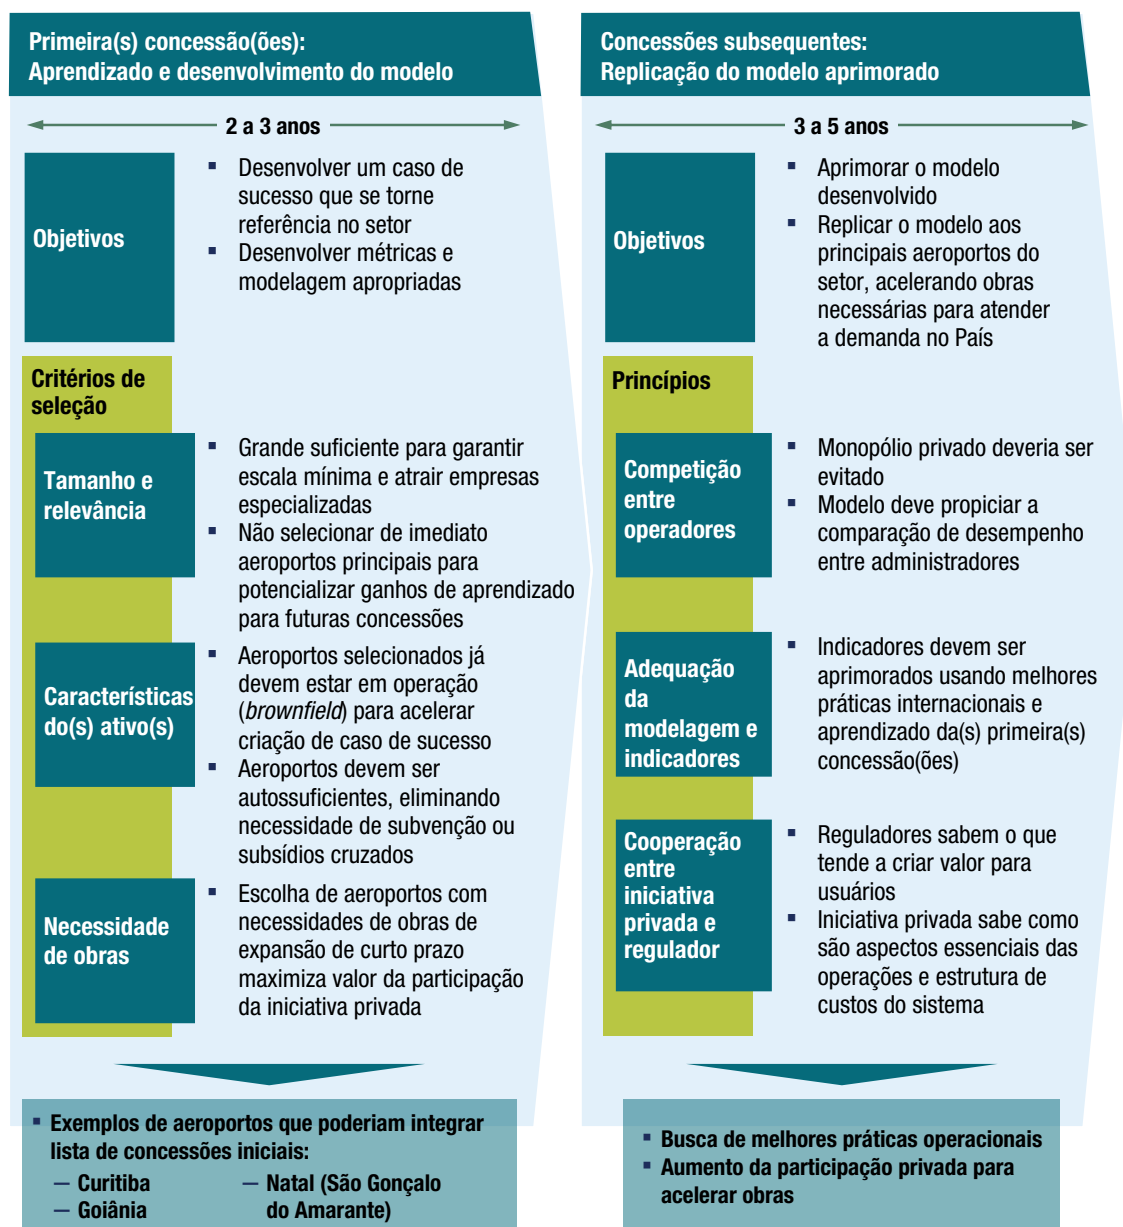 Primeira(s) concessão(ões):
Aprendizado e desenvolvimento do modelo
2 a 3 anos
Objetivos
▪ Desenvolver um caso de
sucesso que se torne
referência no setor
▪ Desenvolver métricas e
modelagem apropriadas
Critérios de
seleção
Tamanho e
relevância
▪ Grande suficiente para garantir
escala mínima e atrair empresas
especializadas
▪ Não selecionar de imediato
aeroportos principais para
potencializar ganhos de aprendizado
para futuras concessões
Características
do(s) ativo(s)
▪ Aeroportos selecionados já
devem estar em operação
(brownfield) para acelerar
criação de caso de sucesso
▪ Aeroportos devem ser
autossuficientes, eliminando
necessidade de subvenção ou
subsídios cruzados
Necessidade
de obras
▪ Escolha de aeroportos com
necessidades de obras de
expansão de curto prazo
maximiza valor da participação
da iniciativa privada
▪ Exemplos de aeroportos que poderiam integrar
lista de concessões iniciais:
— Curitiba
— Goiânia
— Natal (São Gonçalo
do Amarante)
Concessões subsequentes:
Replicação do modelo aprimorado
3 a 5 anos
Objetivos
▪ Aprimorar o modelo
desenvolvido
▪ Replicar o modelo aos
principais aeroportos do
setor, acelerando obras
necessárias para atender
a demanda no País
Princípios
Competição
entre
operadores
▪ Monopólio privado deveria ser
evitado
▪ Modelo deve propiciar a
comparação de desempenho
entre administradores
Adequação
da
modelagem e
indicadores
▪ Indicadores devem ser
aprimorados usando melhores
práticas internacionais e
aprendizado da(s) primeira(s)
concessão(ões)
Cooperação
entre
iniciativa
privada e
regulador
▪ Reguladores sabem o que
tende a criar valor para
usuários
▪ Iniciativa privada sabe como
são aspectos essenciais das
operações e estrutura de
custos do sistema
▪ Busca de melhores práticas operacionais
▪ Aumento da participação privada para
acelerar obras